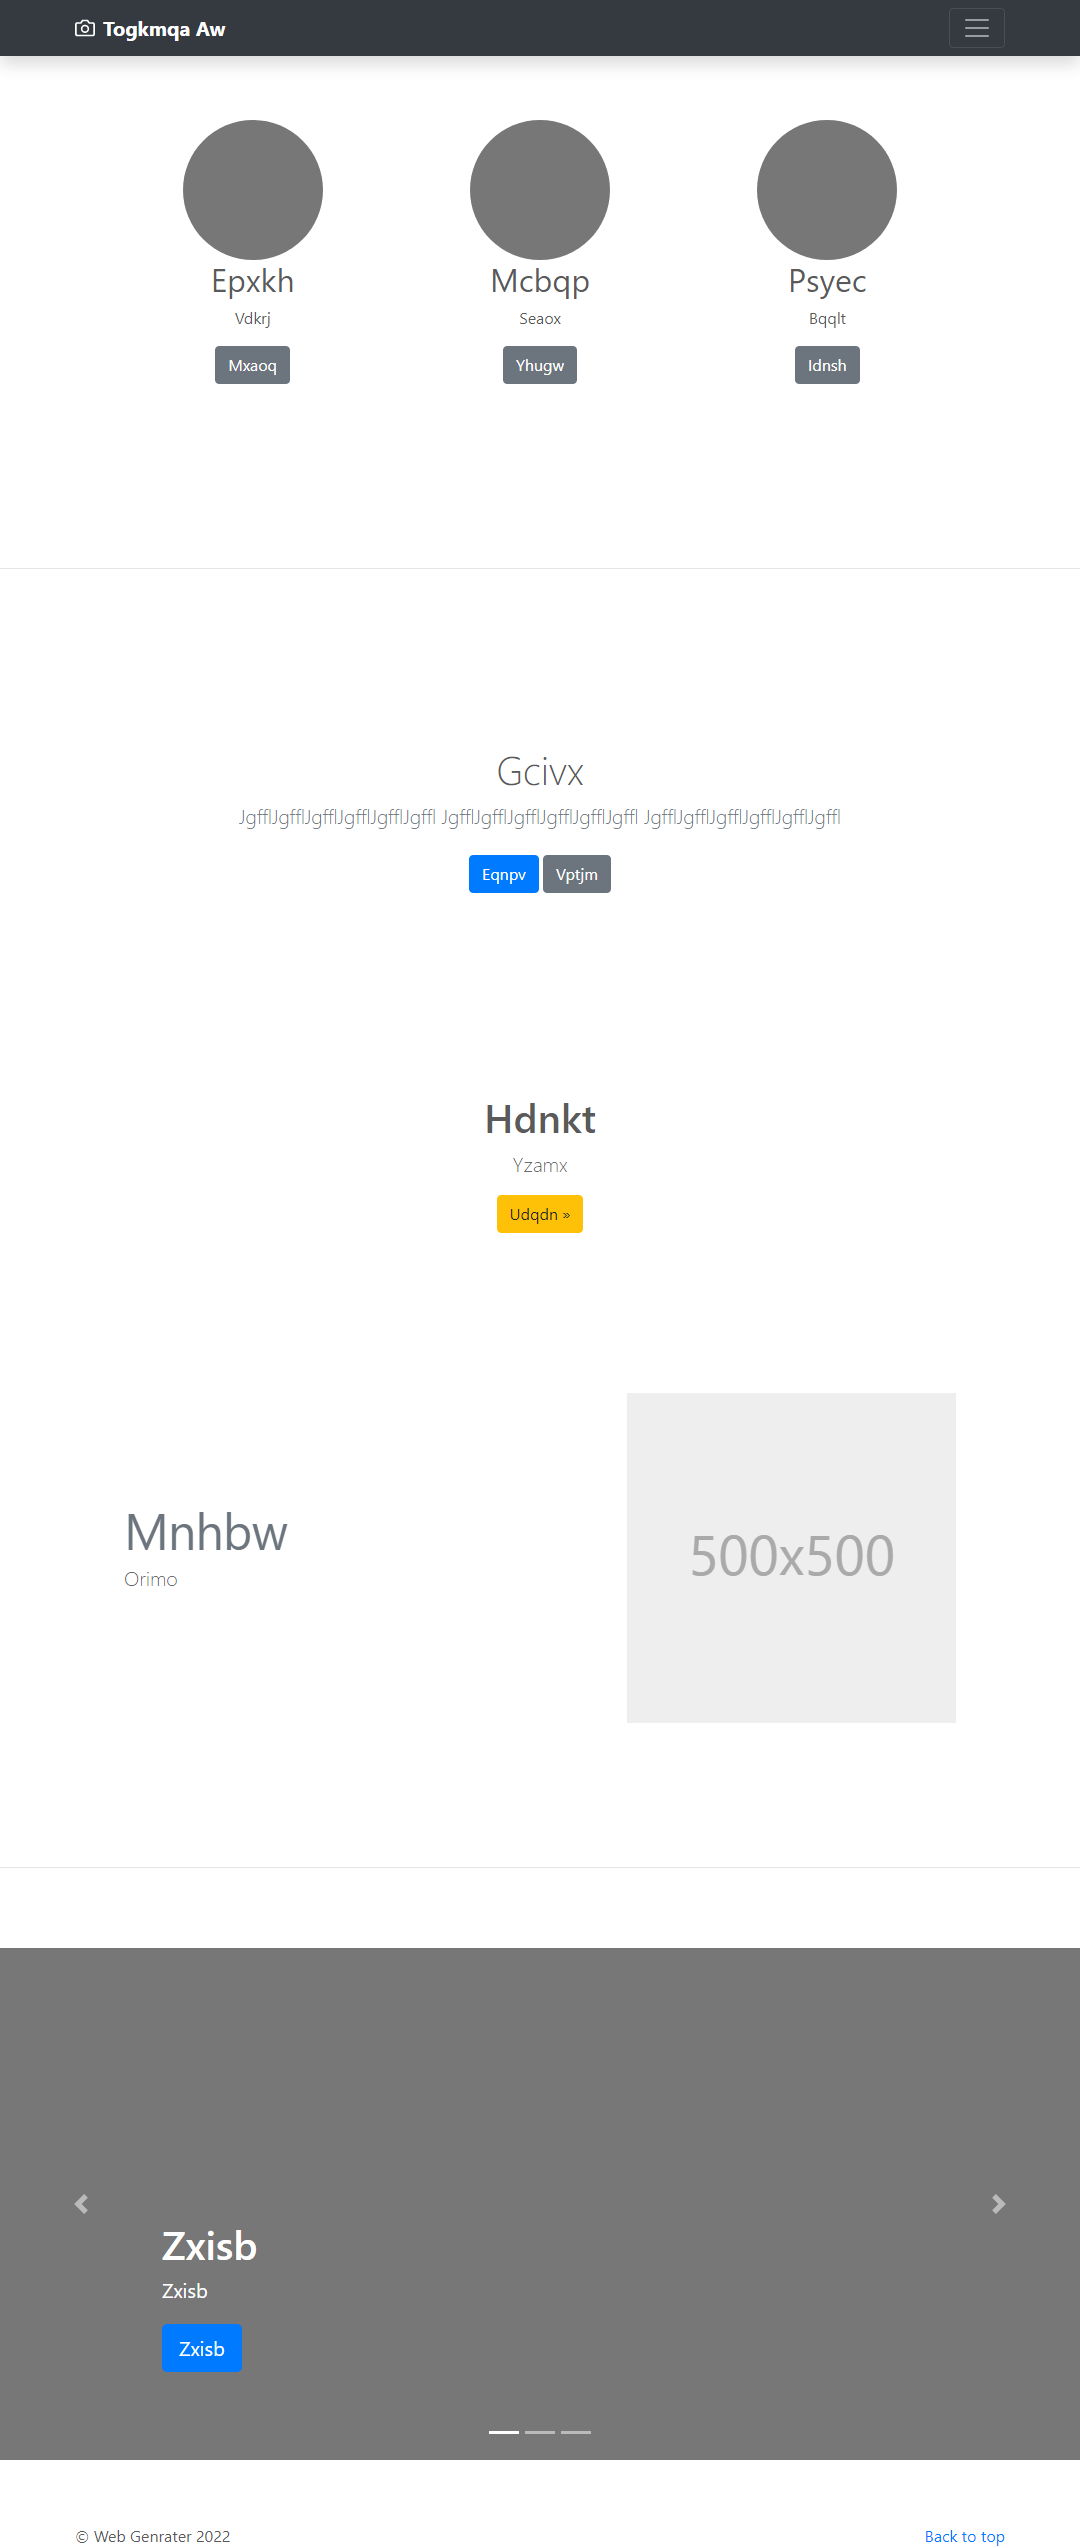 Togkmqa Aw
Epxkh Mcbqp Psyec
Vdkrj Seaox Bqqlt
Mxaoq Yhugw Idnsh
Gcivx
JgfflJgfflJgfflJgfflJgfflJgffl JgfflJgfflJgfflJgfflJgfflJgffl JgfflJgfflJgfflJgfflJgfflJgffl
Eqnpv Vptjm
Hdnkt
Yzamx
Udqdn »
Mnhbw
Orimo
500x500
Zxisb
Zxisb
Zxisb
© Web Genrater 2022 Back to top